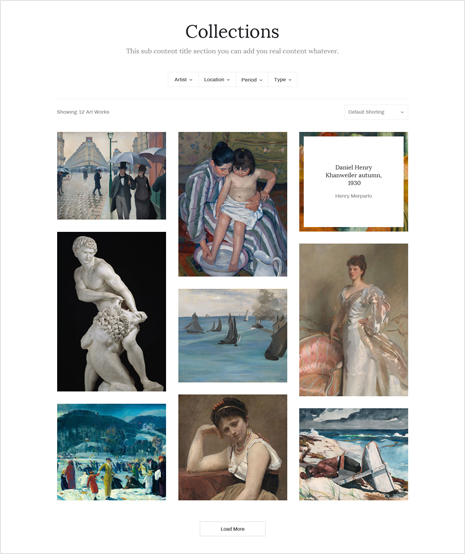 Collections
This sub content title section you can add you real content whatever.
Artist Location Period Type
Showing 12 Art Works
Default Shorting
Daniel Henry
Khanweiler autumn,
1930
Henry Merparlo
Load More